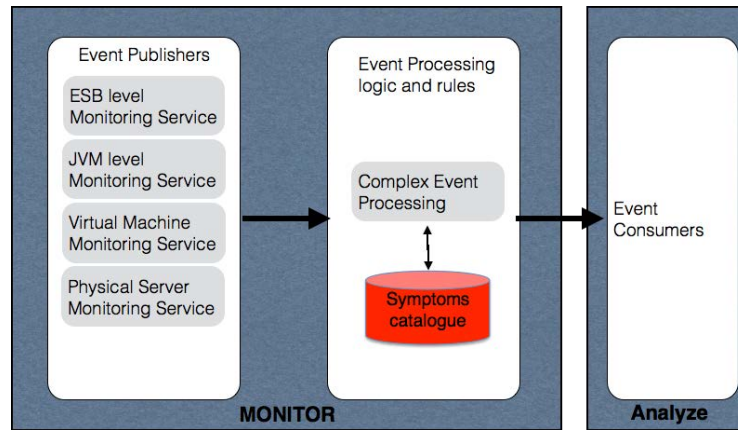 Event Publishers
ESB level
Monitoring Service
JVM level
Monitoring Service
Virtual Machine
Monitoring Service
Physical Server
Monitoring Service
Event Processing
logic and rules
Complex Event
Processing
Symptoms
catalogue
MONITOR
Event
Consumers
Analyze